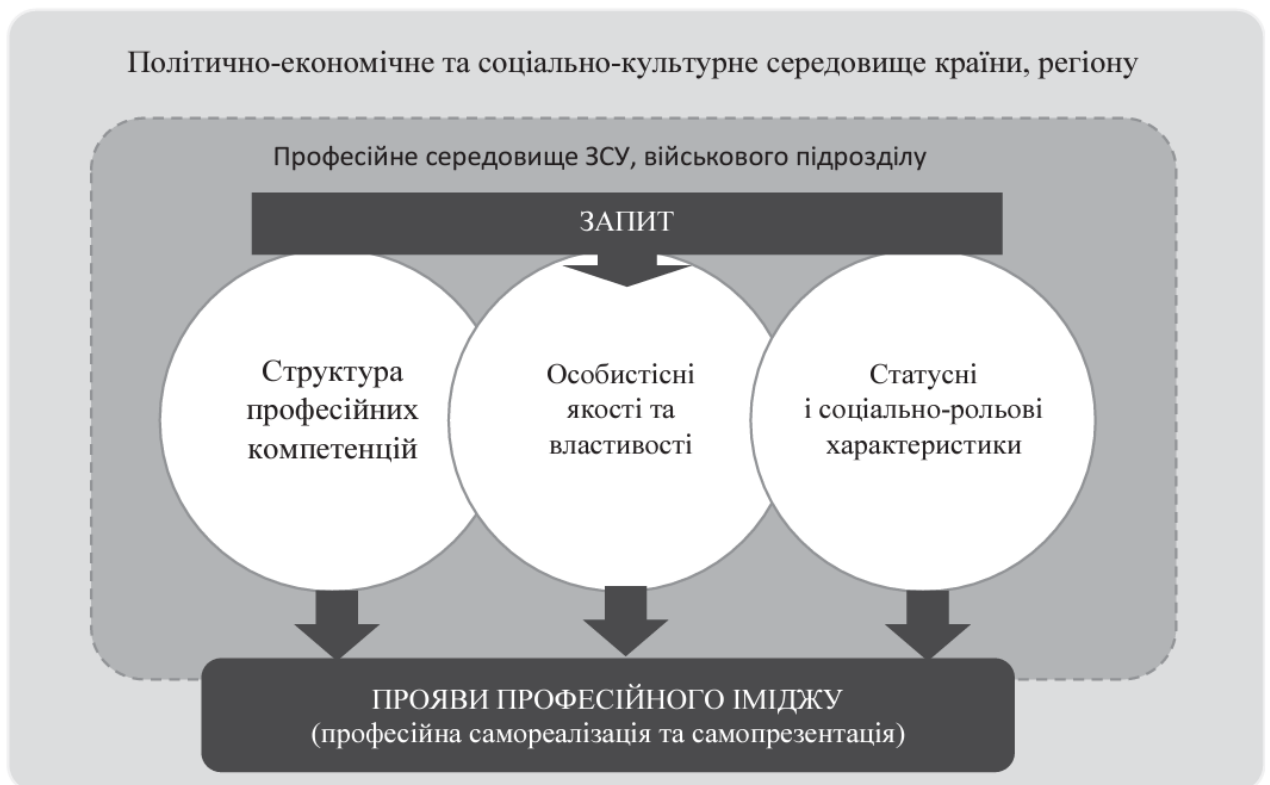 Політично-економічне та соціально-культурне середовище країни, регіону
Професійне середовище ЗСУ, військового підрозділу
ЗАПИТ
Структура
професійних
компетенцій
Особистісні
якості та
властивості
Статусні
і соціально-рольові
характеристики
ПРОЯВИ ПРОФЕСІЙНОГО ІМІДЖУ
(професійна самореалізація та самопрезентація)